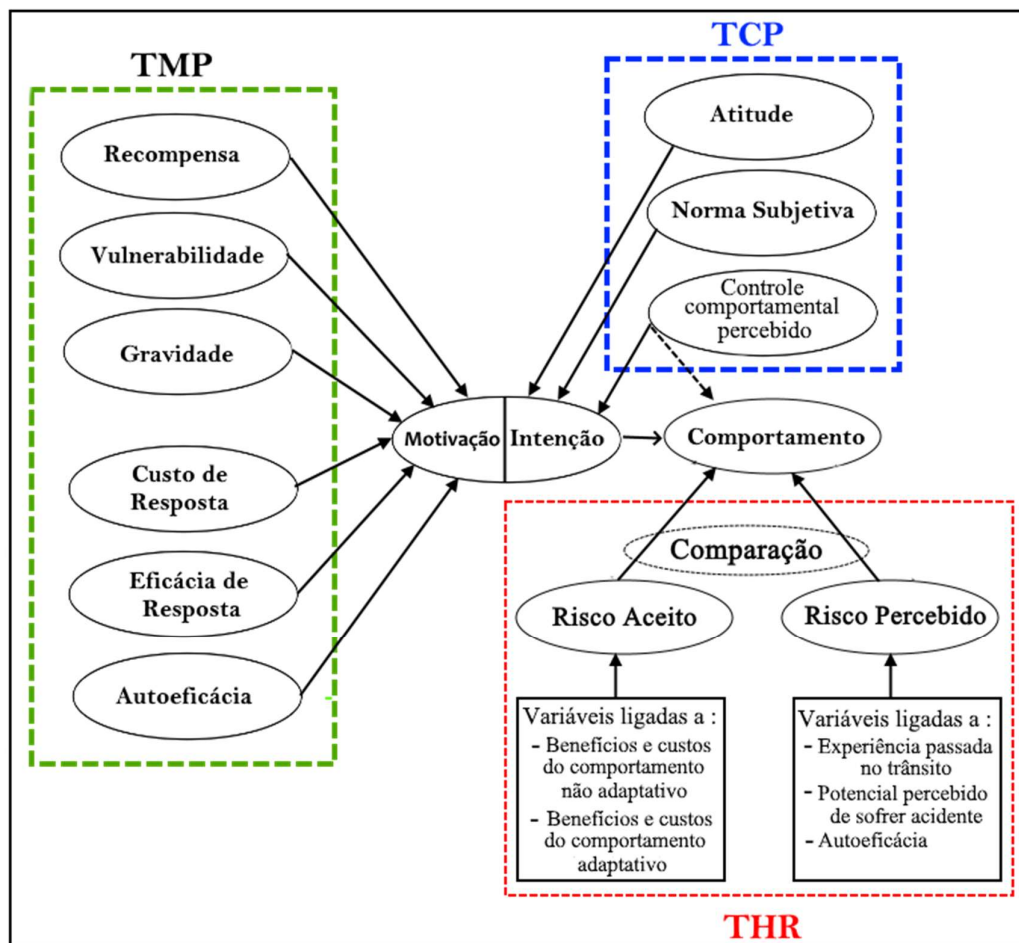 TMP
Recompensa
Vulnerabilidade
Gravidade
Custo de
Resposta
Eficácia de
Resposta
Autoeficácia
TCP
Atitude
Norma Subjetiva
Controle
comportamental
percebido
Motivação
Intenção
Comportamento
Comparação
Risco Aceito
Risco Percebido
Variáveis ligadas a :
- Benefícios e custos
do comportamento
não adaptativo
- Benefícios e custos
do comportamento
adaptativo
Variáveis ligadas a :
- Experiência passada
no trânsito
- Potencial percebido
de sofrer acidente
- Autoeficácia
THR